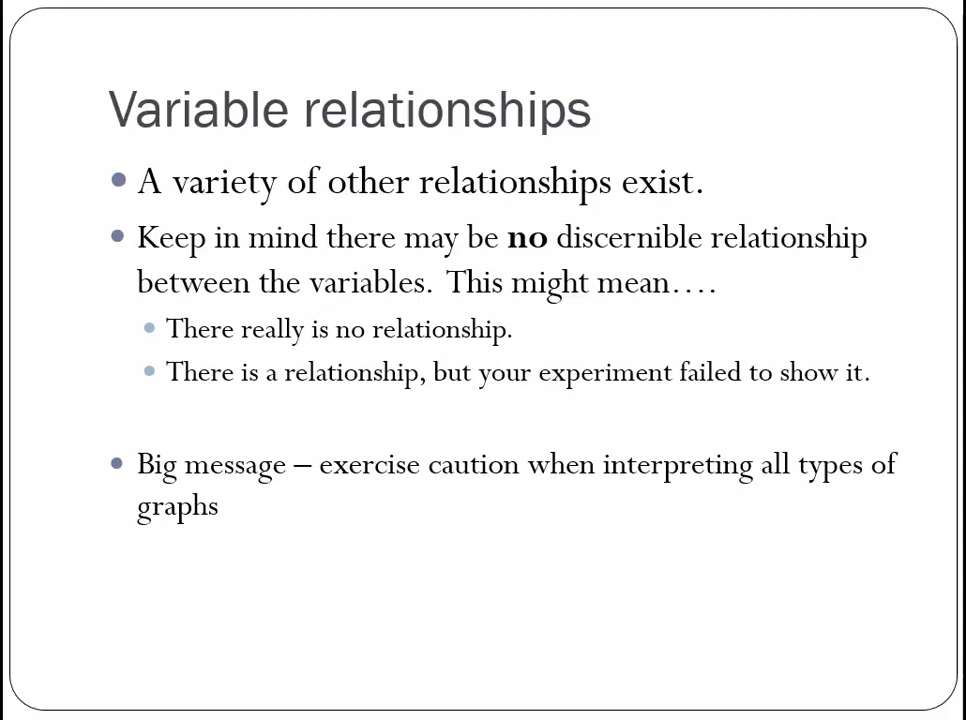 Variable relationships
• A variety of other relationships exist.
• Keep in mind there may be no discernible relationship
between the variables. This might mean….
• There really is no relationship.
• There is a relationship, but your experiment failed to show it.
• Big message – exercise caution when interpreting all types of
graphs